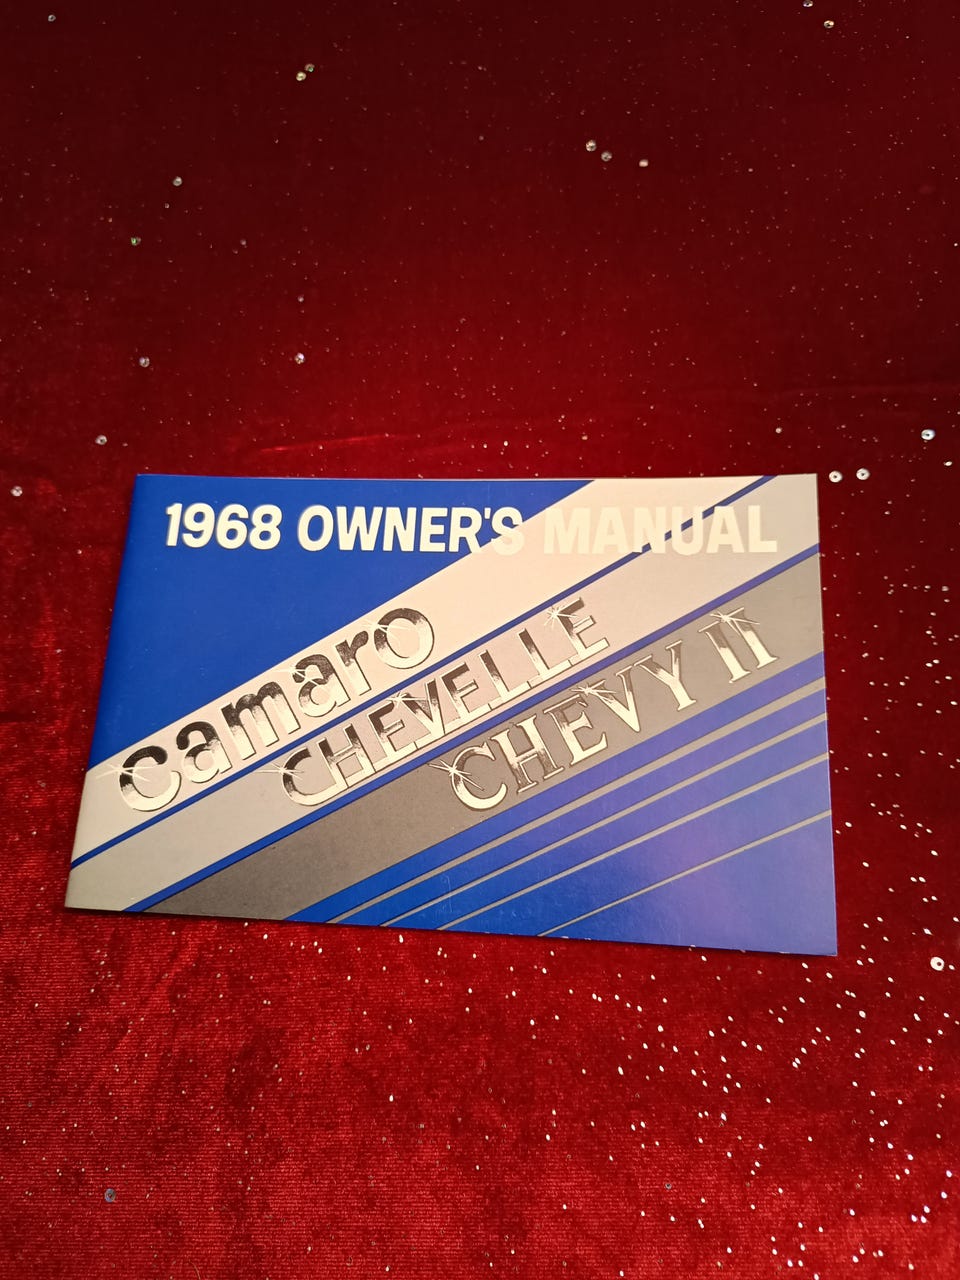 1968 OWNER'S MANUAL
camaro
CHEVELLE
CHEVY II